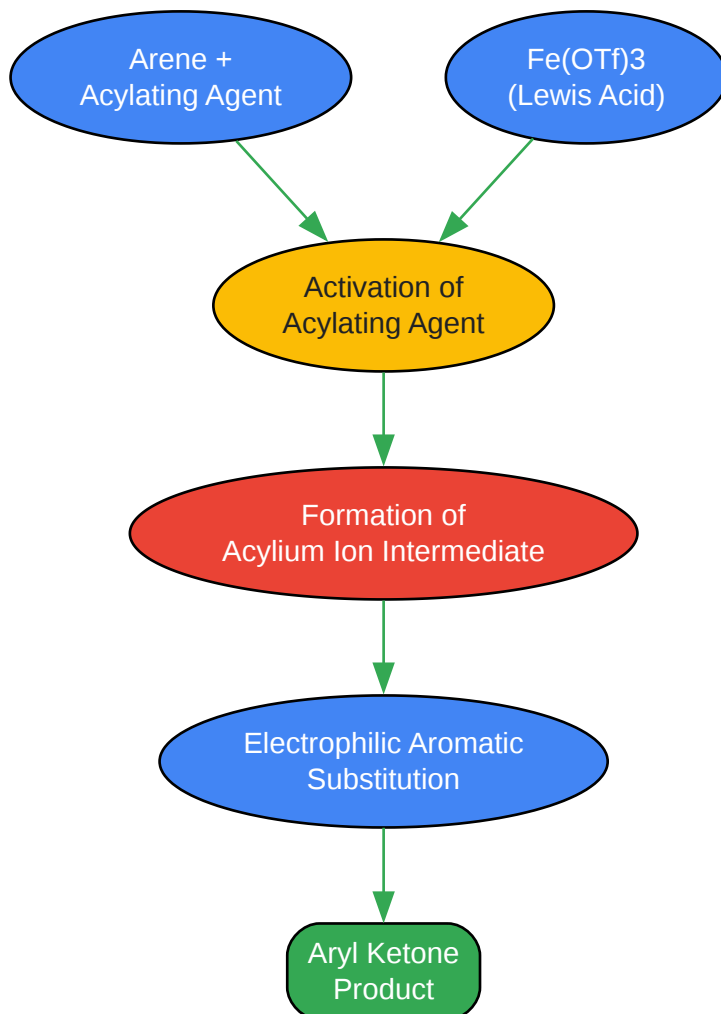 Arene +
Acylating Agent
Fe(OTf)3
(Lewis Acid)
Activation of
Acylating Agent
Formation of
Acylium Ion Intermediate
Electrophilic Aromatic
Substitution
Aryl Ketone
Product